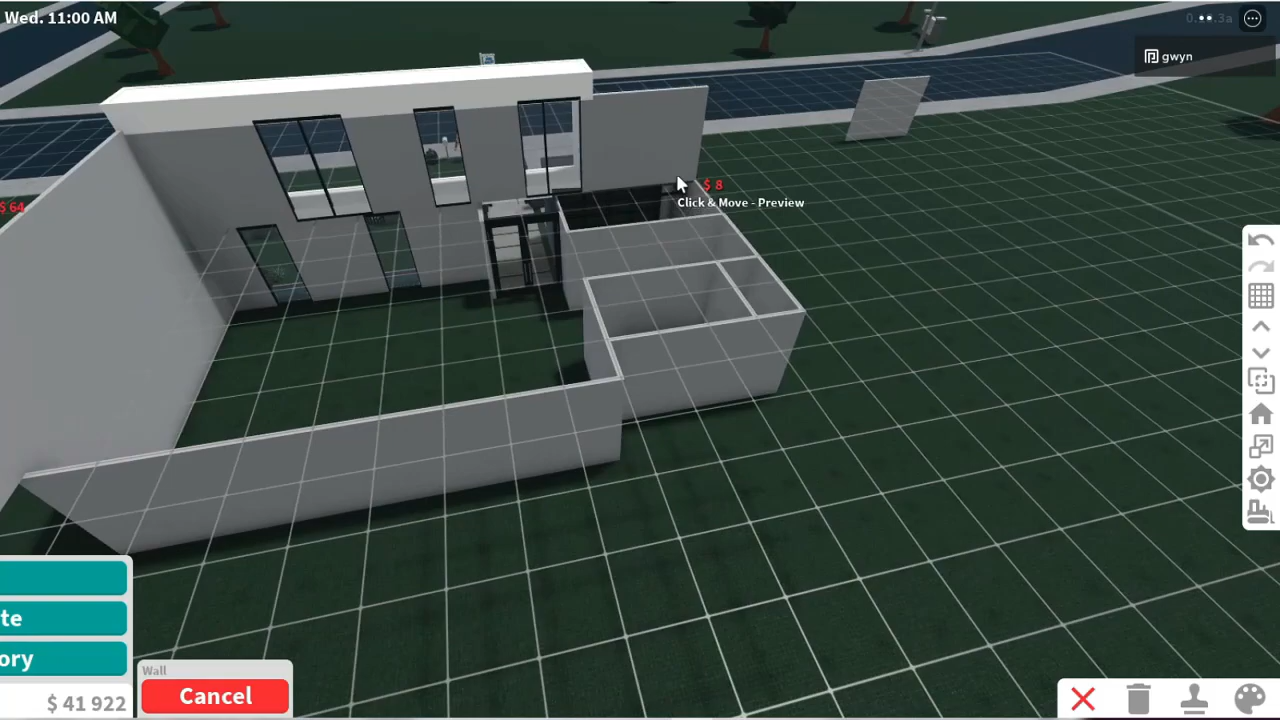 Wed. 11:00 AM
gwyn
$ 64
$ 8
Click & Move - Preview
te
ory
$ 41 922
Wall
Cancel